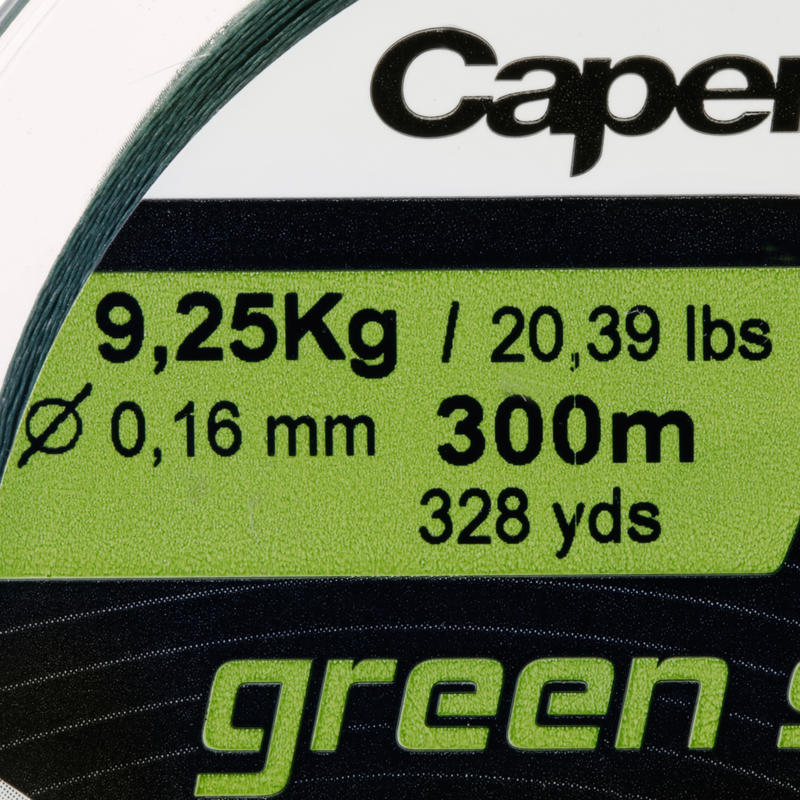 Caper
9,25Kg / 20,39 lbs
Ø 0,16 mm 300m
328 yds
green s